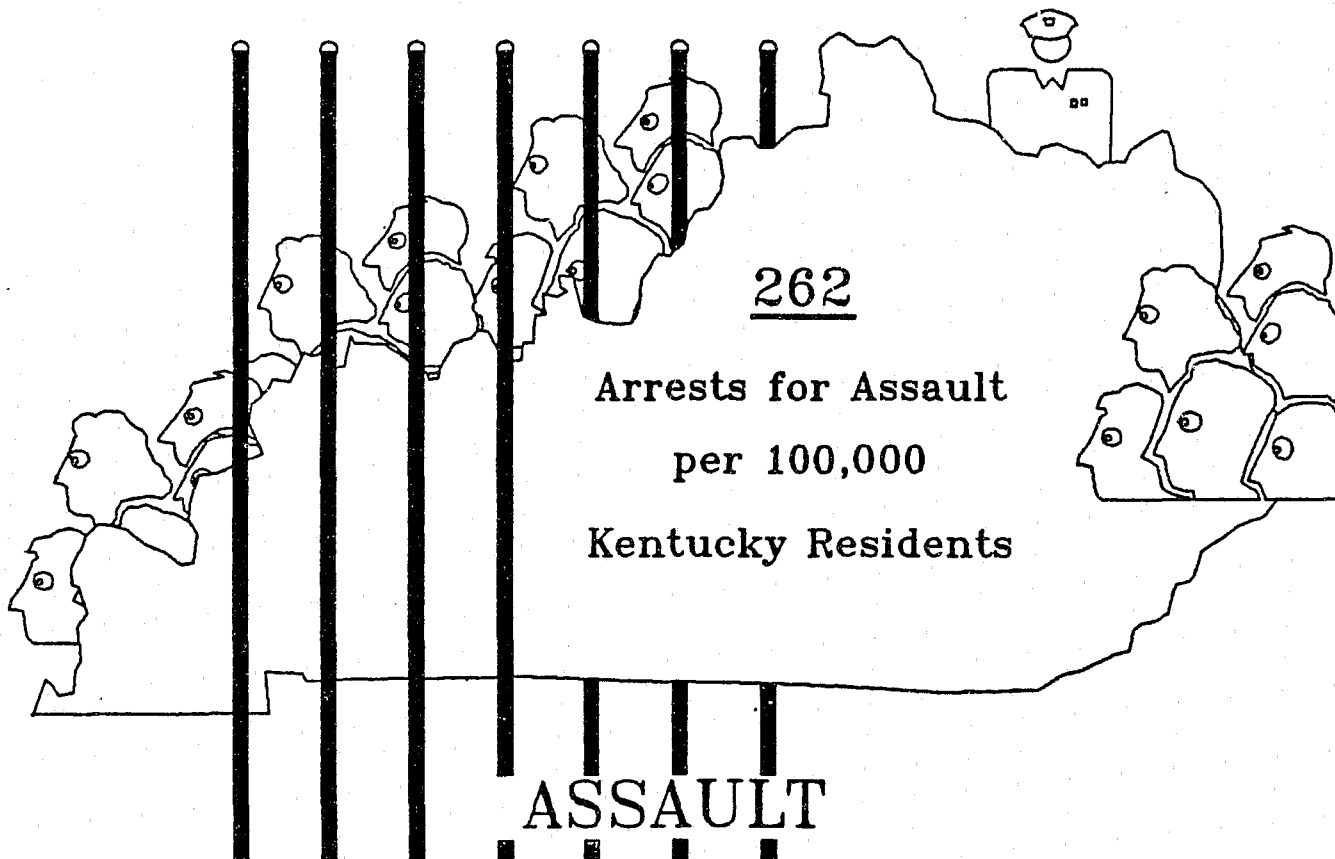 262
Arrests for Assault
per 100,000
Kentucky Residents
ASSAULT